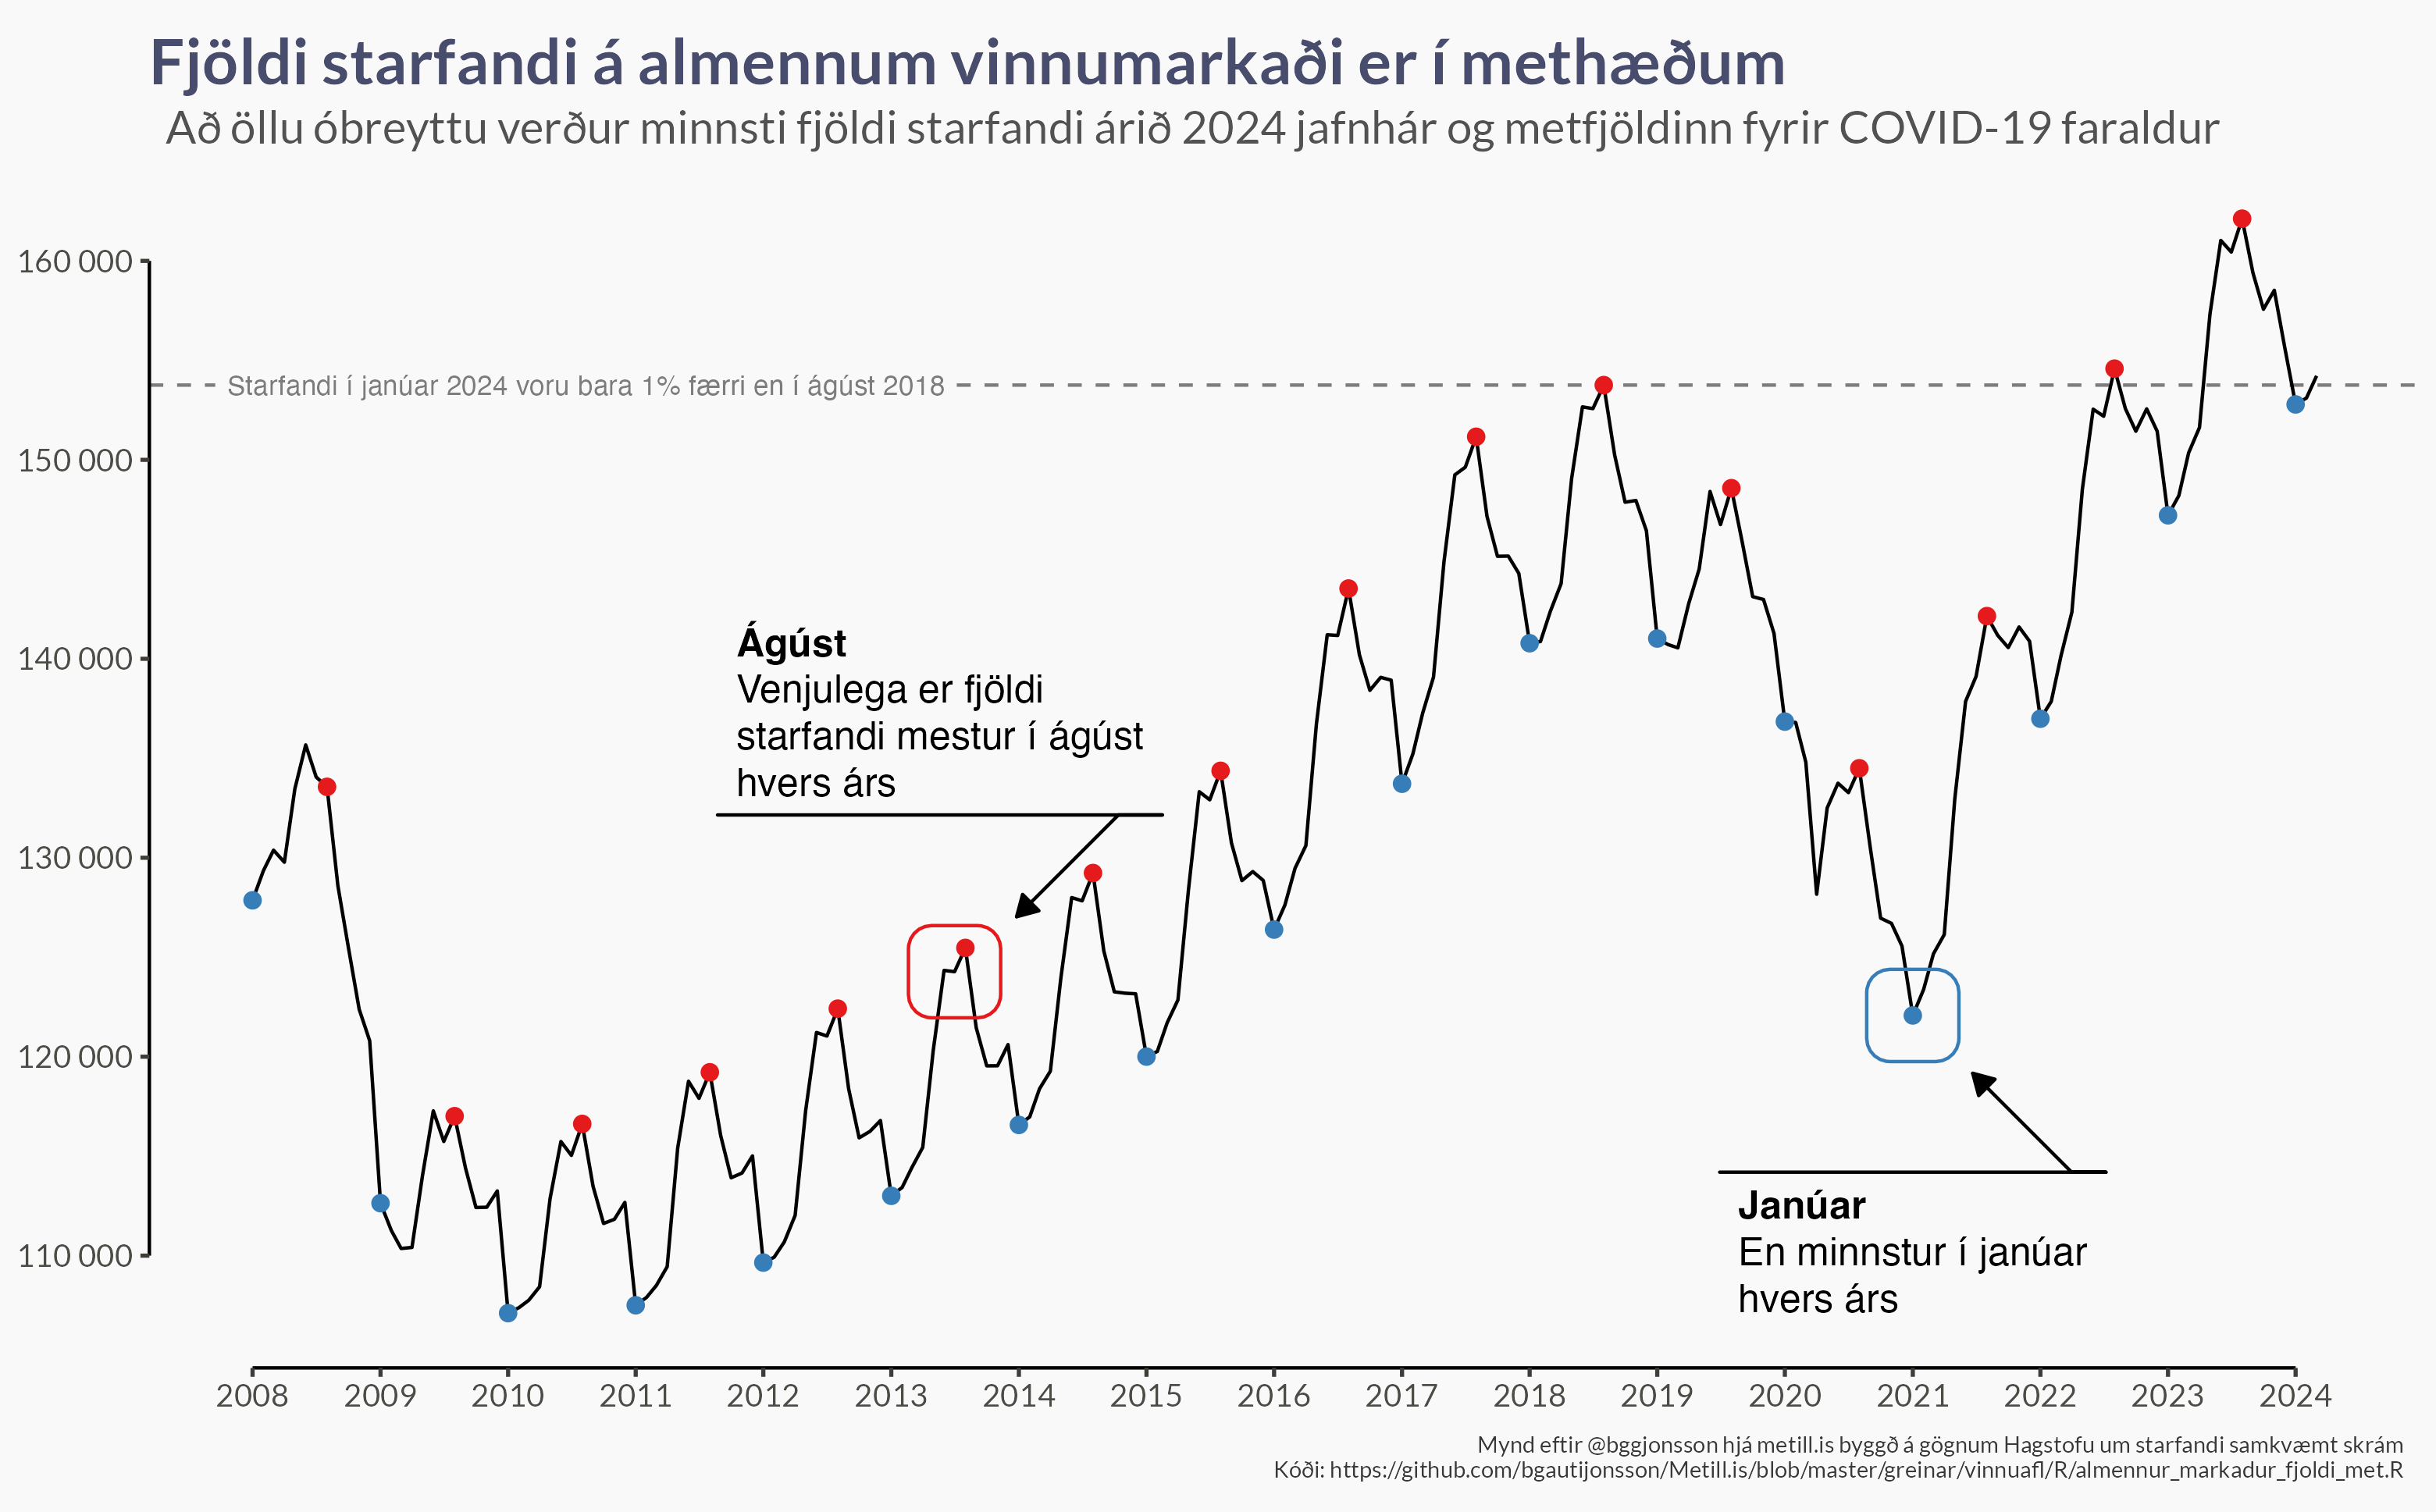 Fjöldi starfandi á almennum vinnumarkaði er í methæðum
Að öllu óbreyttu verður minnsti fjöldi starfandi árið 2024 jafnhár og metfjöldinn fyrir COVID-19 faraldur
160 000
Starfandi í janúar 2024 voru bara 1% færri en í ágúst 2018
150 000
140 000
130 000
120 000
110 000
Ágúst
Venjulega er fjöldi
starfandi mestur í ágúst
hvers árs
Janúar
En minnstur í janúar
hvers árs
2008 2009 2010 2011 2012 2013 2014 2015 2016 2017 2018 2019 2020 2021 2022 2023 2024
Mynd eftir @bggjonsson hjá metill.is byggð á gögnum Hagstofu um starfandi samkvæmt skrám
Kóði: https://github.com/bgautijonsson/Metill.is/blob/master/greinar/vinnuafl/R/almennur_markadur_fjoldi_met.R